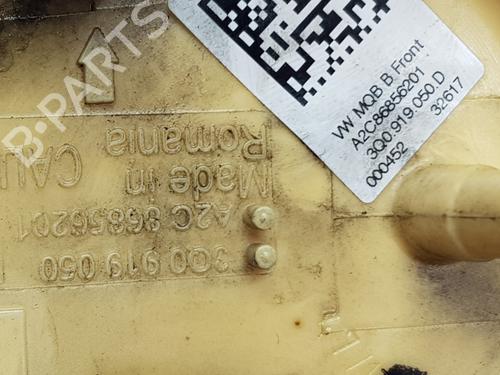 VW MQB B Front
A2C86856201
3Q0.919.050.D
000452 32617
3Q0 919 050
A2C 86856201
Made in
Romania
B-PARTS